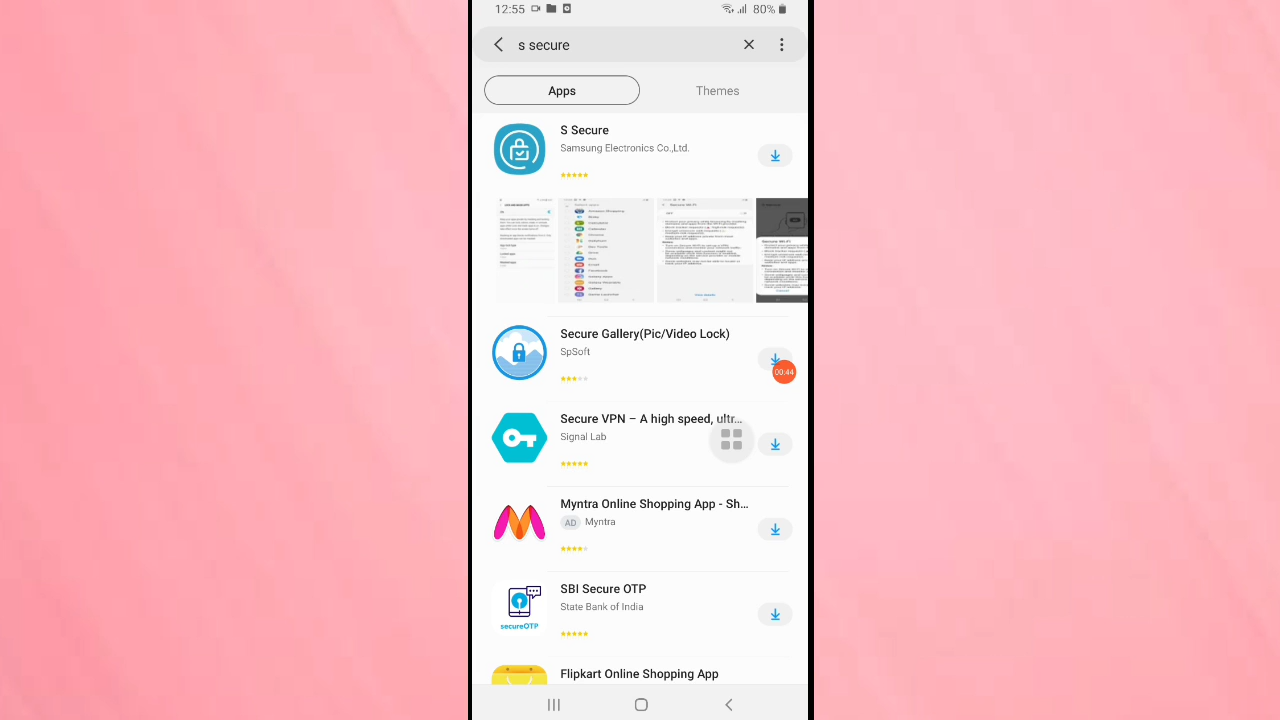 12:55
80%
s secure
Apps
Themes
S Secure
Samsung Electronics Co.,Ltd.
Secure Gallery(Pic/Video Lock)
SpSoft
00:44
Secure VPN – A high speed, ultr...
Signal Lab
Myntra Online Shopping App - Sh...
AD Myntra
SBI Secure OTP
State Bank of India
secureOTP
Flipkart Online Shopping App